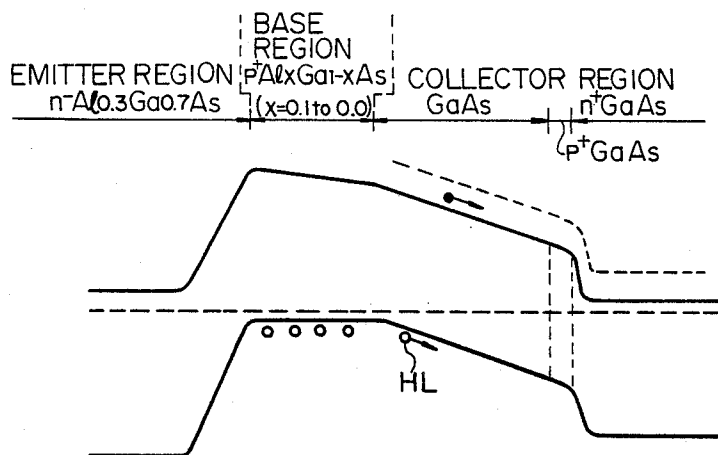 BASE
REGION
EMITTER REGION P⁺AlxGa1-xAs COLLECTOR REGION
n⁻Al0.3Ga0.7As (X=0.1 to 0.0) GaAs n⁺GaAs
P⁺GaAs
HL